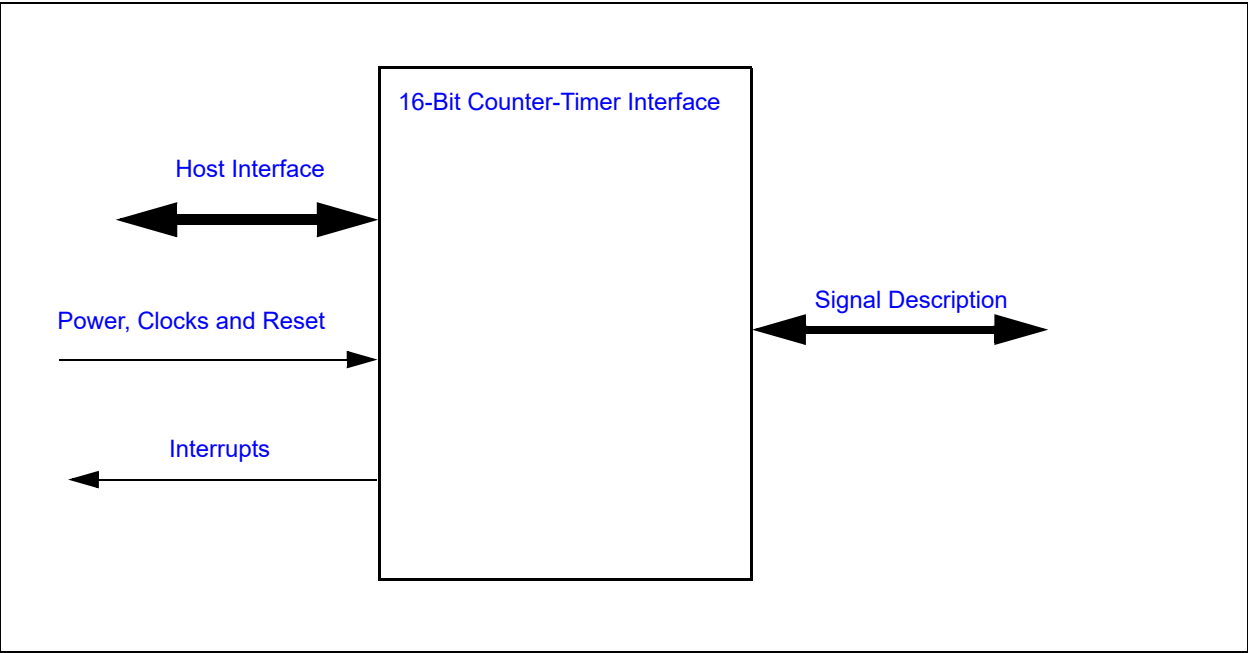 16-Bit Counter-Timer Interface
Host Interface
Signal Description
Power, Clocks and Reset
Interrupts